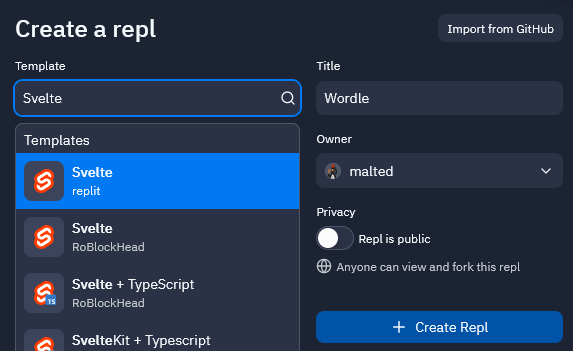 Create a repl
Import from GitHub
Template
Svelte
Templates
Svelte
replit
Svelte
RoBlockHead
TS
Svelte + TypeScript
RoBlockHead
SvelteKit + Typescript
Title
Wordle
Owner
malted
Privacy
Repl is public
Anyone can view and fork this repl
+ Create Repl